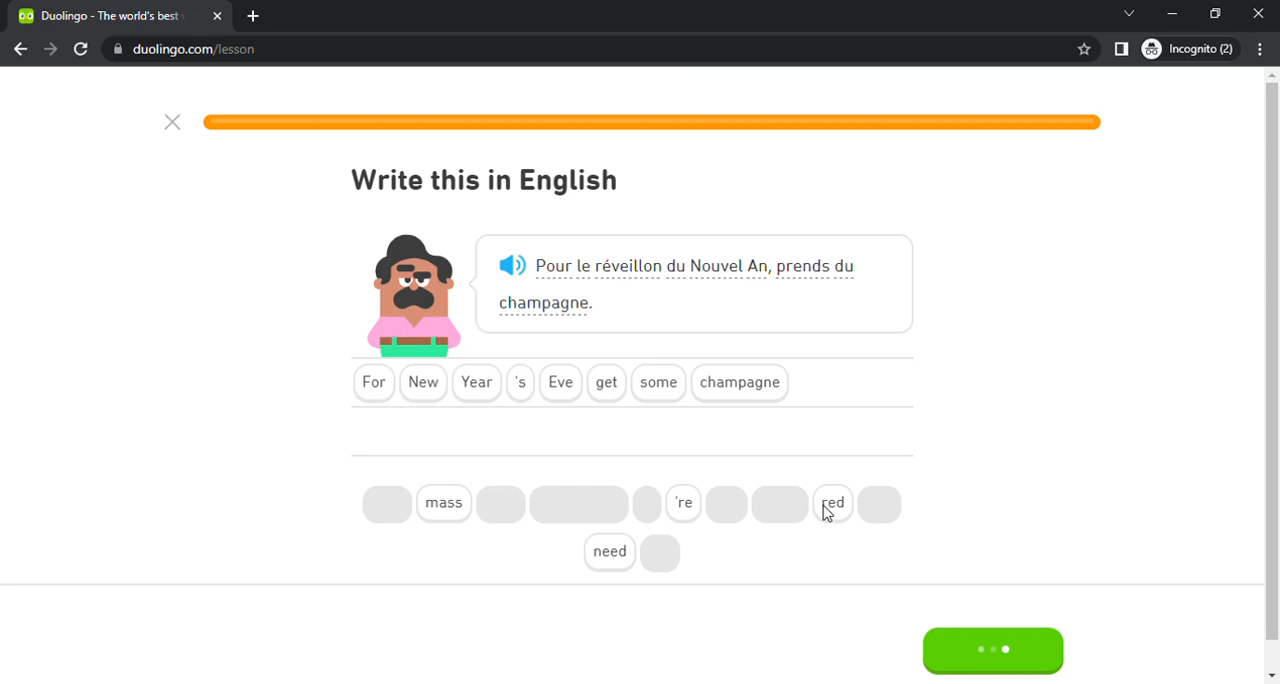 Duolingo - The world's best
duolingo.com/lesson
Incognito (2)
Write this in English
Pour le réveillon du Nouvel An, prends du
champagne.
For New Year 's Eve get some champagne
mass 're red
need